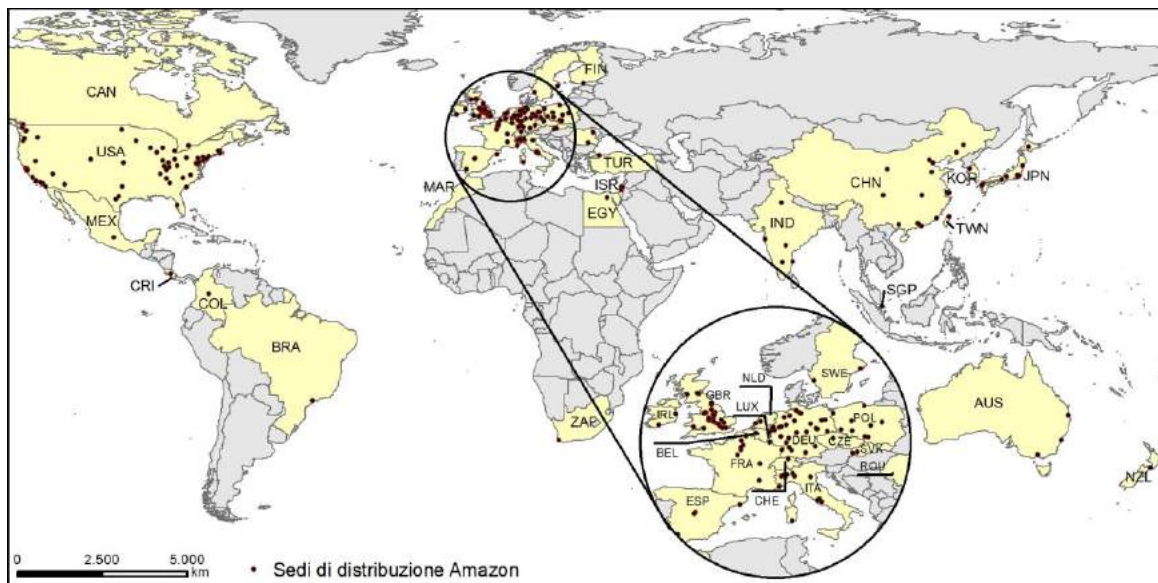 CAN
USA
MEX
CRI
COL
BRA
FIN
TUR
ISR
MAR
EGY
ZAF
CHN
KOR
JPN
IND
TWN
SGP
AUS
NZL
NLD
SWE
GBR
LUX
IRL
POL
DEU
CZE
BEL
SVK
FRA
ROU
ESP
CHE
ITA
0 2.500 5.000
km
Sedi di distribuzione Amazon